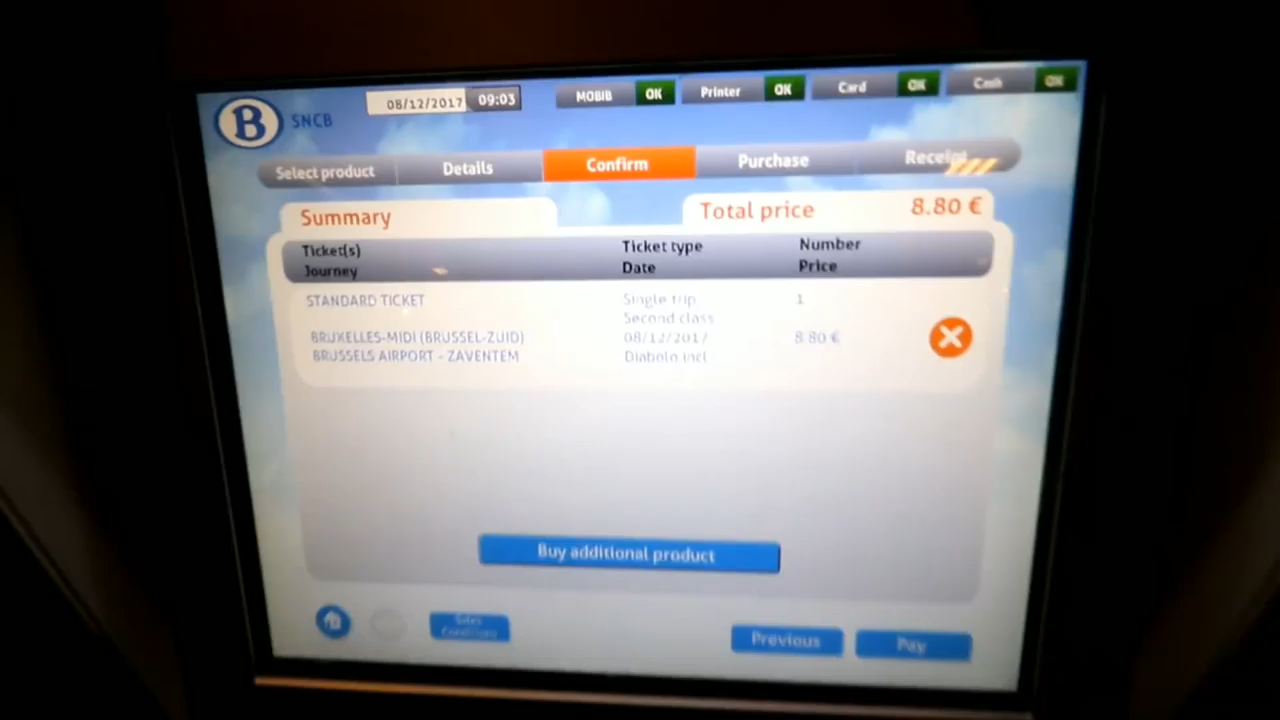 B SNCB
08/12/2017 09:03
MOBIB OK Printer OK Card OK Cash OK
Select product Details Confirm Purchase Receipt
Summary Total price 8.80 €
Ticket(s) Ticket type Number
Journey Date Price
STANDARD TICKET Single trip 1
Second class
BRUXELLES-MIDI (BRUSSEL-ZUID) 08/12/2017 8.80 €
BRUSSELS AIRPORT - ZAVENTEM Diabolo incl
Buy additional product
Sales
Conditions
Previous Pay